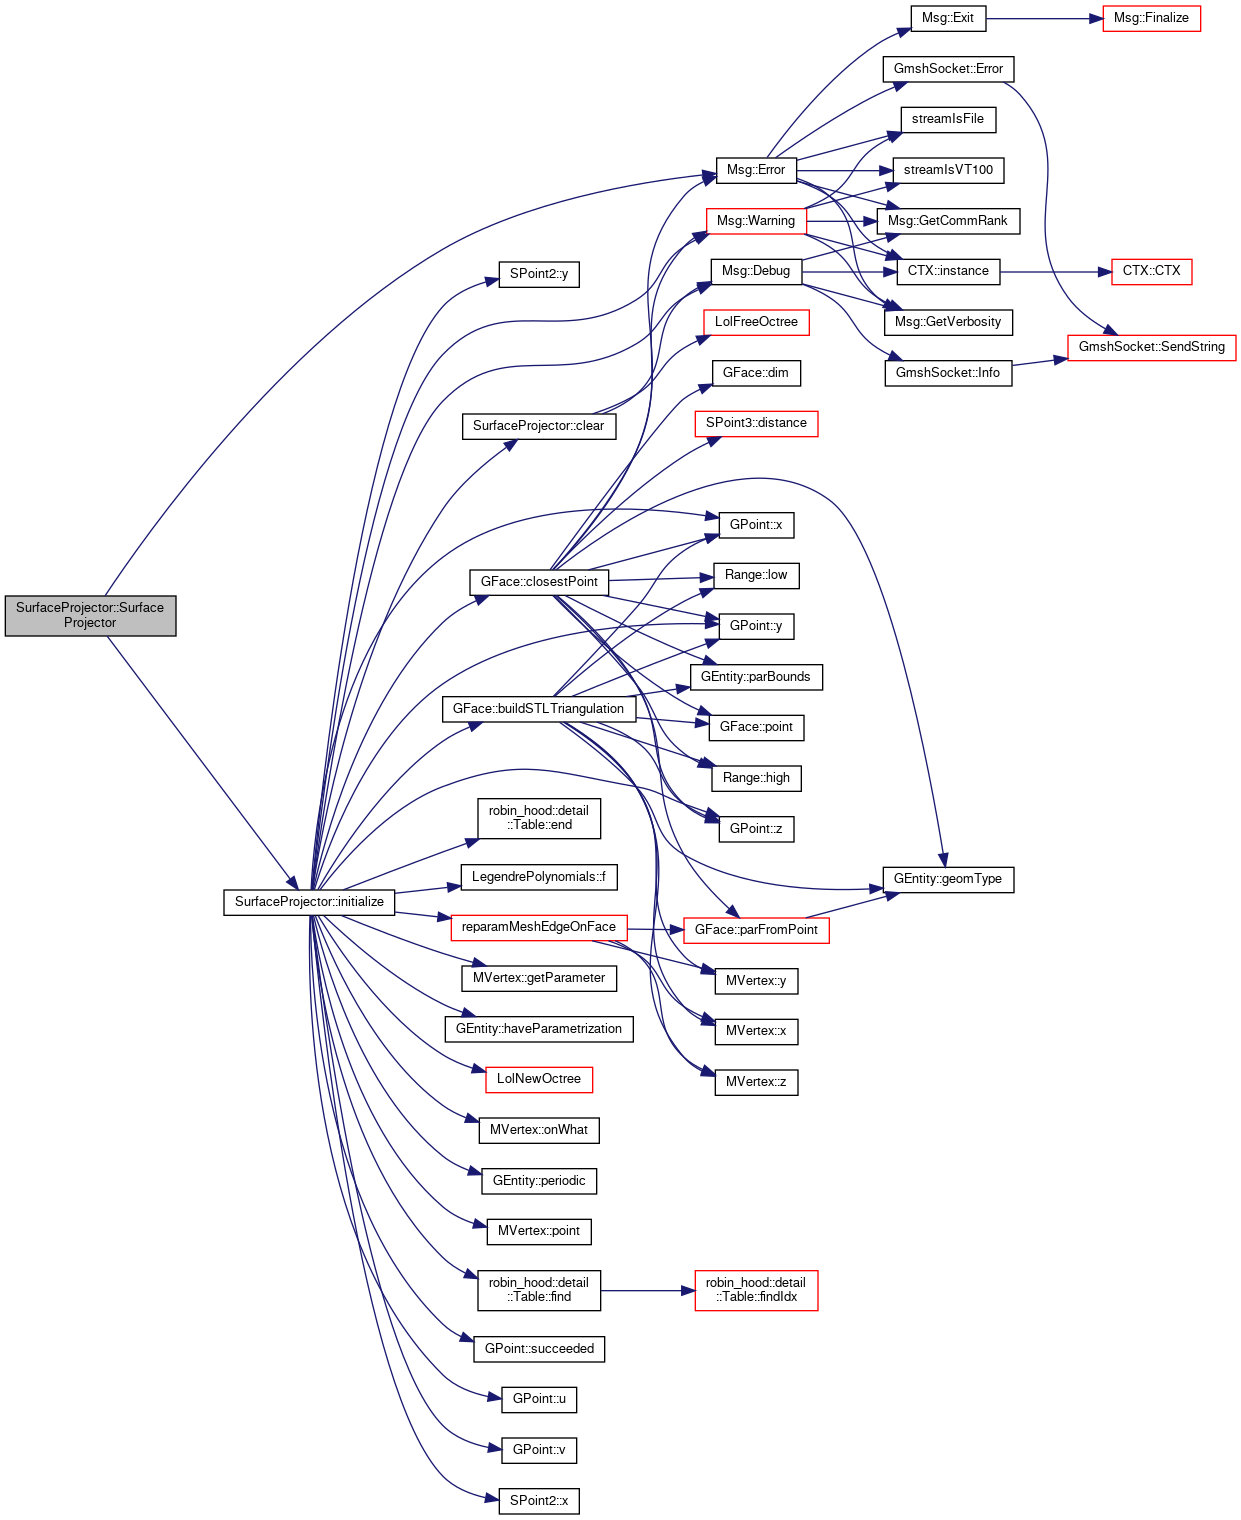 Msg::Exit
Msg::Finalize
GmshSocket::Error
streamIsFile
Msg::Error
streamIsVT100
Msg::Warning
Msg::GetCommRank
SPoint2::y
Msg::Debug
CTX::instance
CTX::CTX
LolFreeOctree
Msg::GetVerbosity
GmshSocket::SendString
GFace::dim
GmshSocket::Info
SurfaceProjector::clear
SPoint3::distance
GPoint::x
GFace::closestPoint
Range::low
SurfaceProjector::Surface
Projector
GPoint::y
GEntity::parBounds
GFace::buildSTLTriangulation
GFace::point
Range::high
robin_hood::detail
::Table::end
GPoint::z
LegendrePolynomials::f
GEntity::geomType
SurfaceProjector::initialize
reparamMeshEdgeOnFace
GFace::parFromPoint
MVertex::getParameter
MVertex::y
GEntity::haveParametrization
MVertex::x
LolNewOctree
MVertex::z
MVertex::onWhat
GEntity::periodic
MVertex::point
robin_hood::detail
::Table::find
robin_hood::detail
::Table::findIdx
GPoint::succeeded
GPoint::u
GPoint::v
SPoint2::x